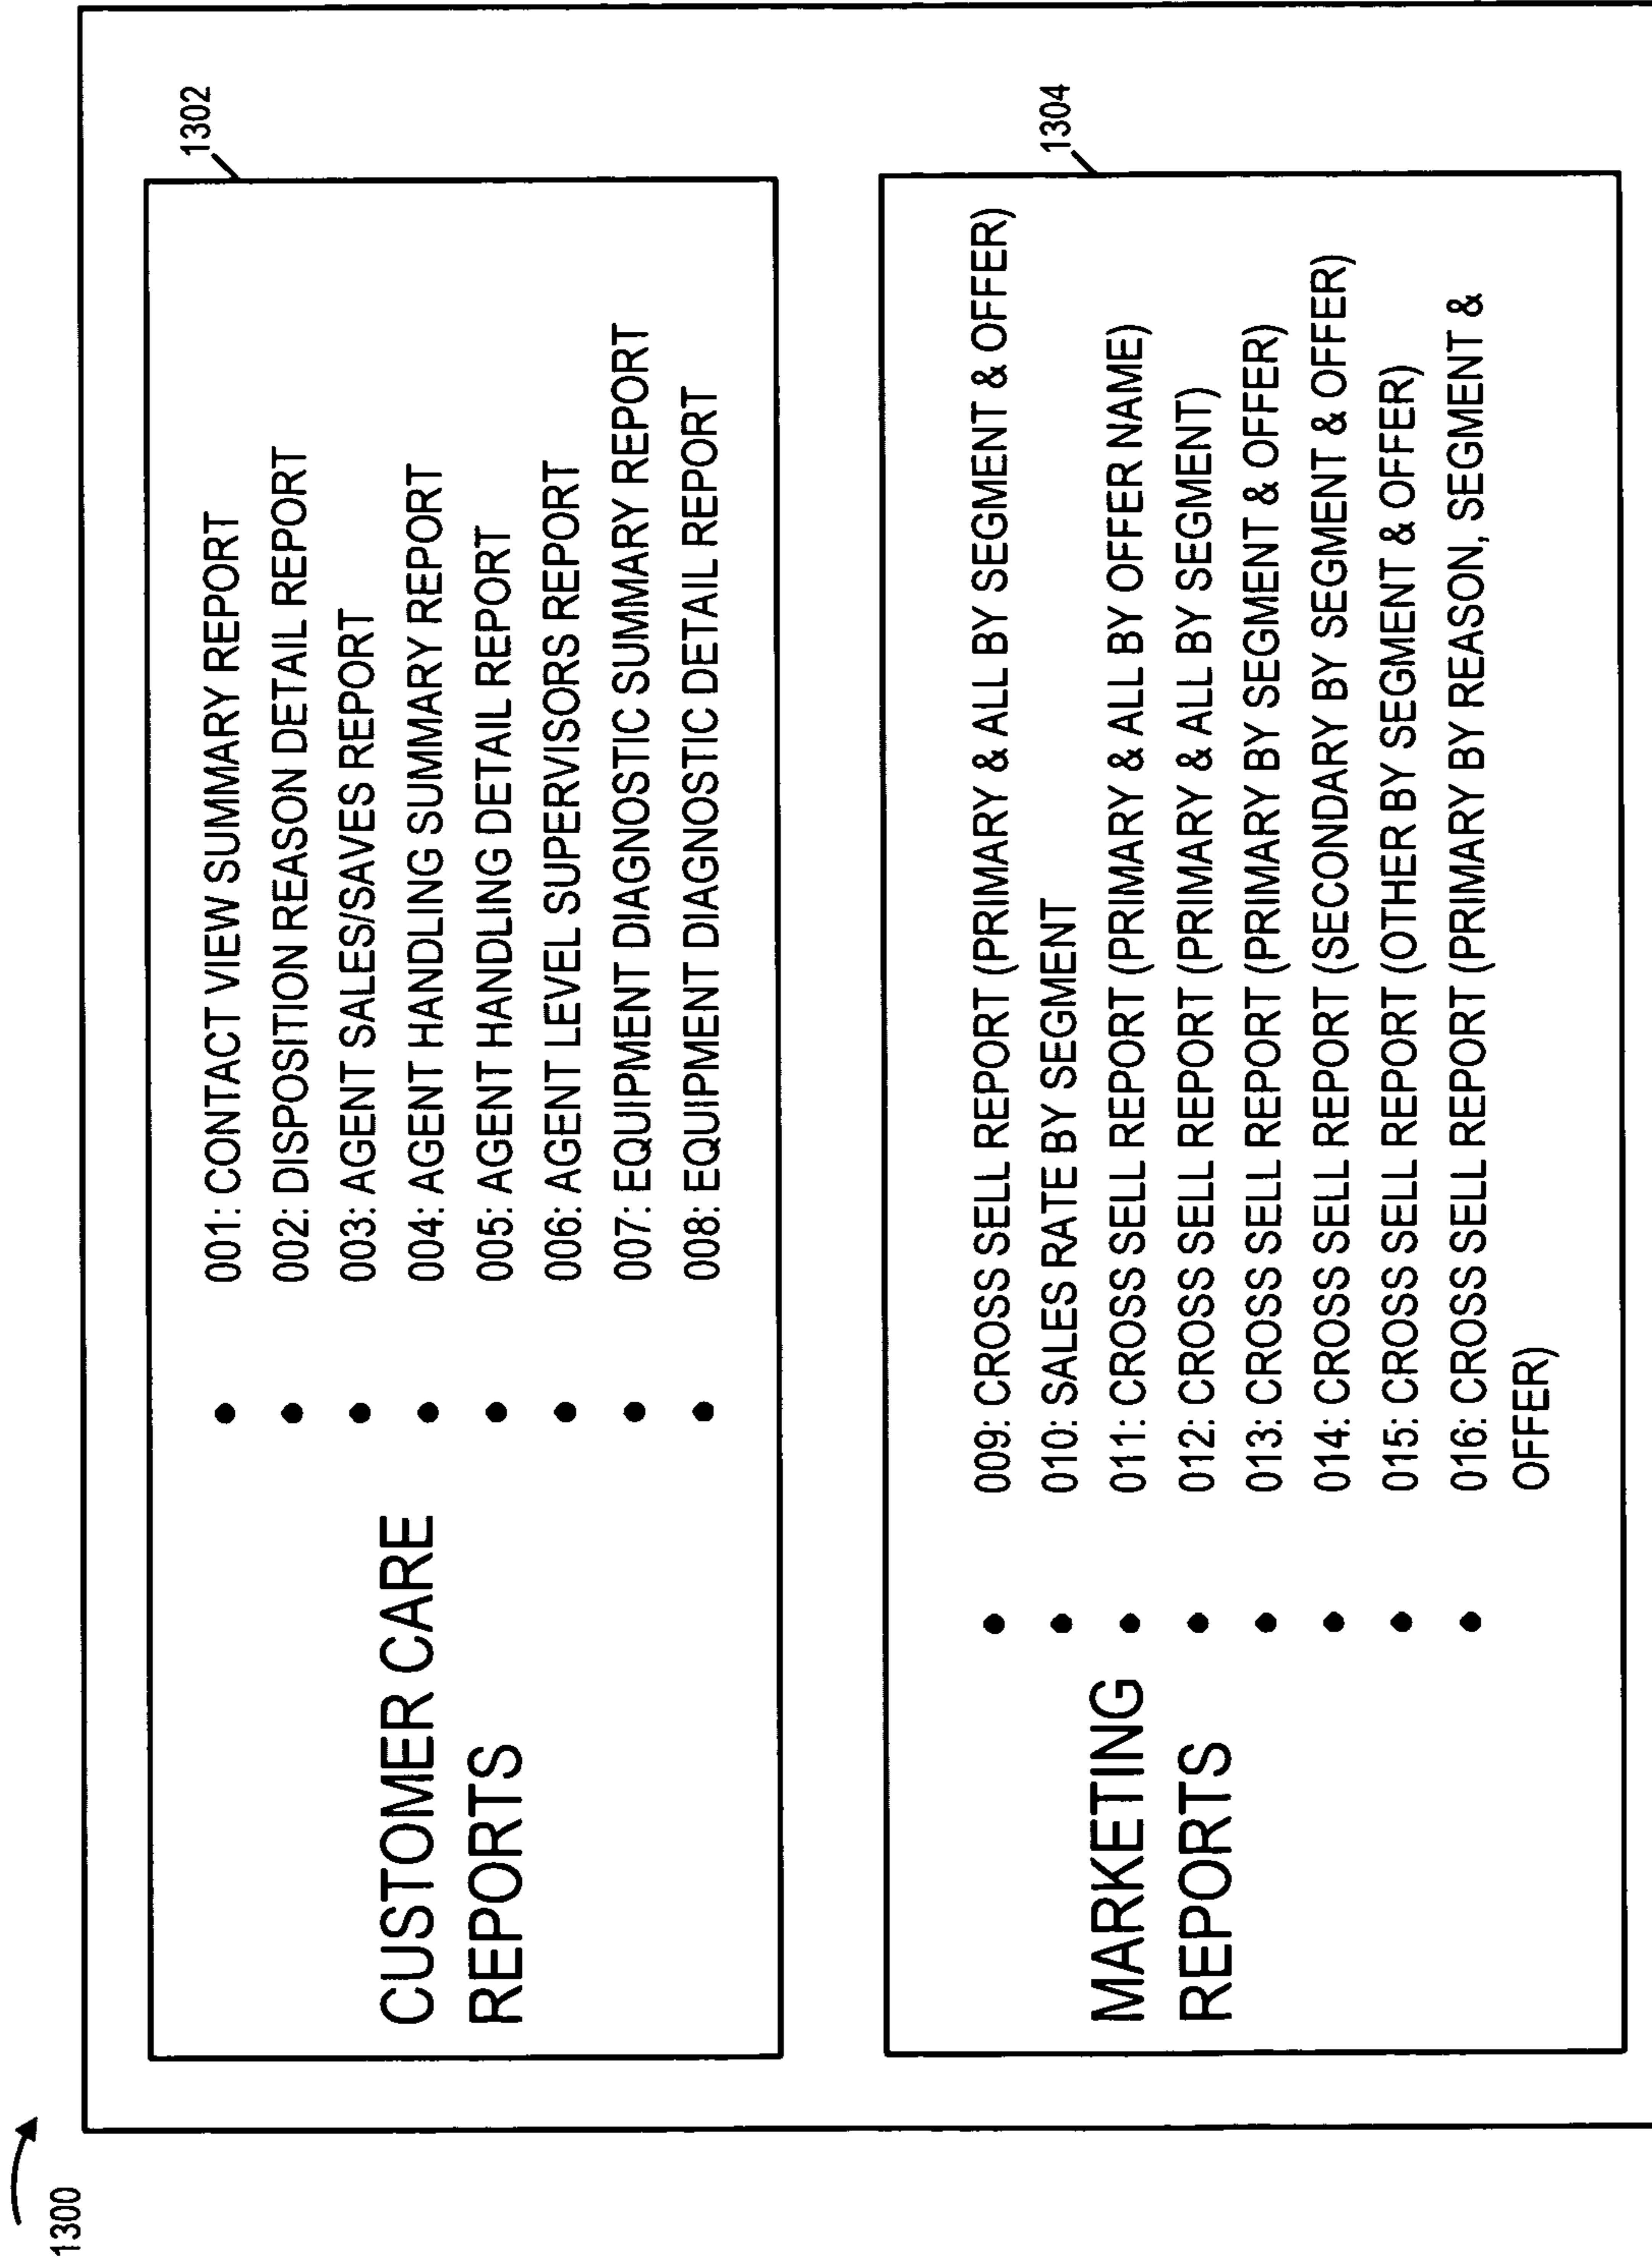 1300
1302
CUSTOMER CARE
REPORTS
• 001: CONTACT VIEW SUMMARY REPORT
• 002: DISPOSITION REASON DETAIL REPORT
• 003: AGENT SALES/SAVES REPORT
• 004: AGENT HANDLING SUMMARY REPORT
• 005: AGENT HANDLING DETAIL REPORT
• 006: AGENT LEVEL SUPERVISORS REPORT
• 007: EQUIPMENT DIAGNOSTIC SUMMARY REPORT
• 008: EQUIPMENT DIAGNOSTIC DETAIL REPORT
1304
MARKETING
REPORTS
• 009: CROSS SELL REPORT (PRIMARY & ALL BY SEGMENT & OFFER)
• 010: SALES RATE BY SEGMENT
• 011: CROSS SELL REPORT (PRIMARY & ALL BY OFFER NAME)
• 012: CROSS SELL REPORT (PRIMARY & ALL BY SEGMENT)
• 013: CROSS SELL REPORT (PRIMARY BY SEGMENT & OFFER)
• 014: CROSS SELL REPORT (SECONDARY BY SEGMENT & OFFER)
• 015: CROSS SELL REPORT (OTHER BY SEGMENT & OFFER)
• 016: CROSS SELL REPORT (PRIMARY BY REASON, SEGMENT &
OFFER)